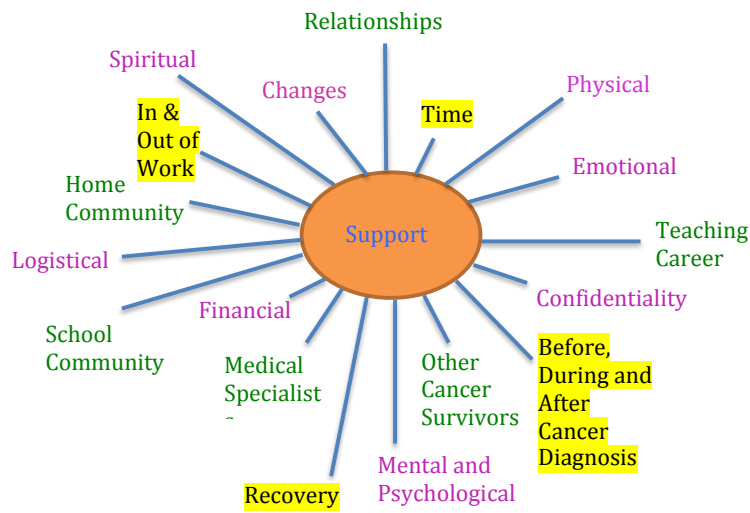 Relationships
Spiritual
Changes
Physical
Time
In &
Out of
Work
Emotional
Home
Community
Support
Teaching
Career
Logistical
Confidentiality
Financial
School
Community
Medical
Specialist
Other
Cancer
Survivors
Before,
During and
After
Cancer
Diagnosis
Mental and
Psychological
Recovery